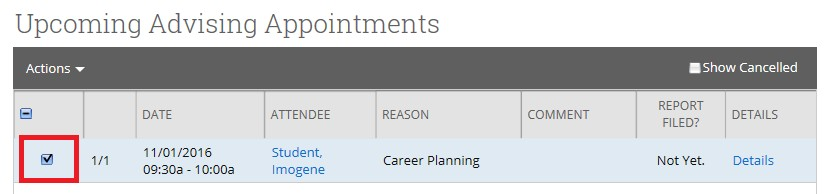 Upcoming Advising Appointments
Actions
Show Cancelled
DATE ATTENDEE REASON COMMENT REPORT FILED? DETAILS
1/1 11/01/2016 09:30a - 10:00a Student, Imogene Career Planning Not Yet. Details